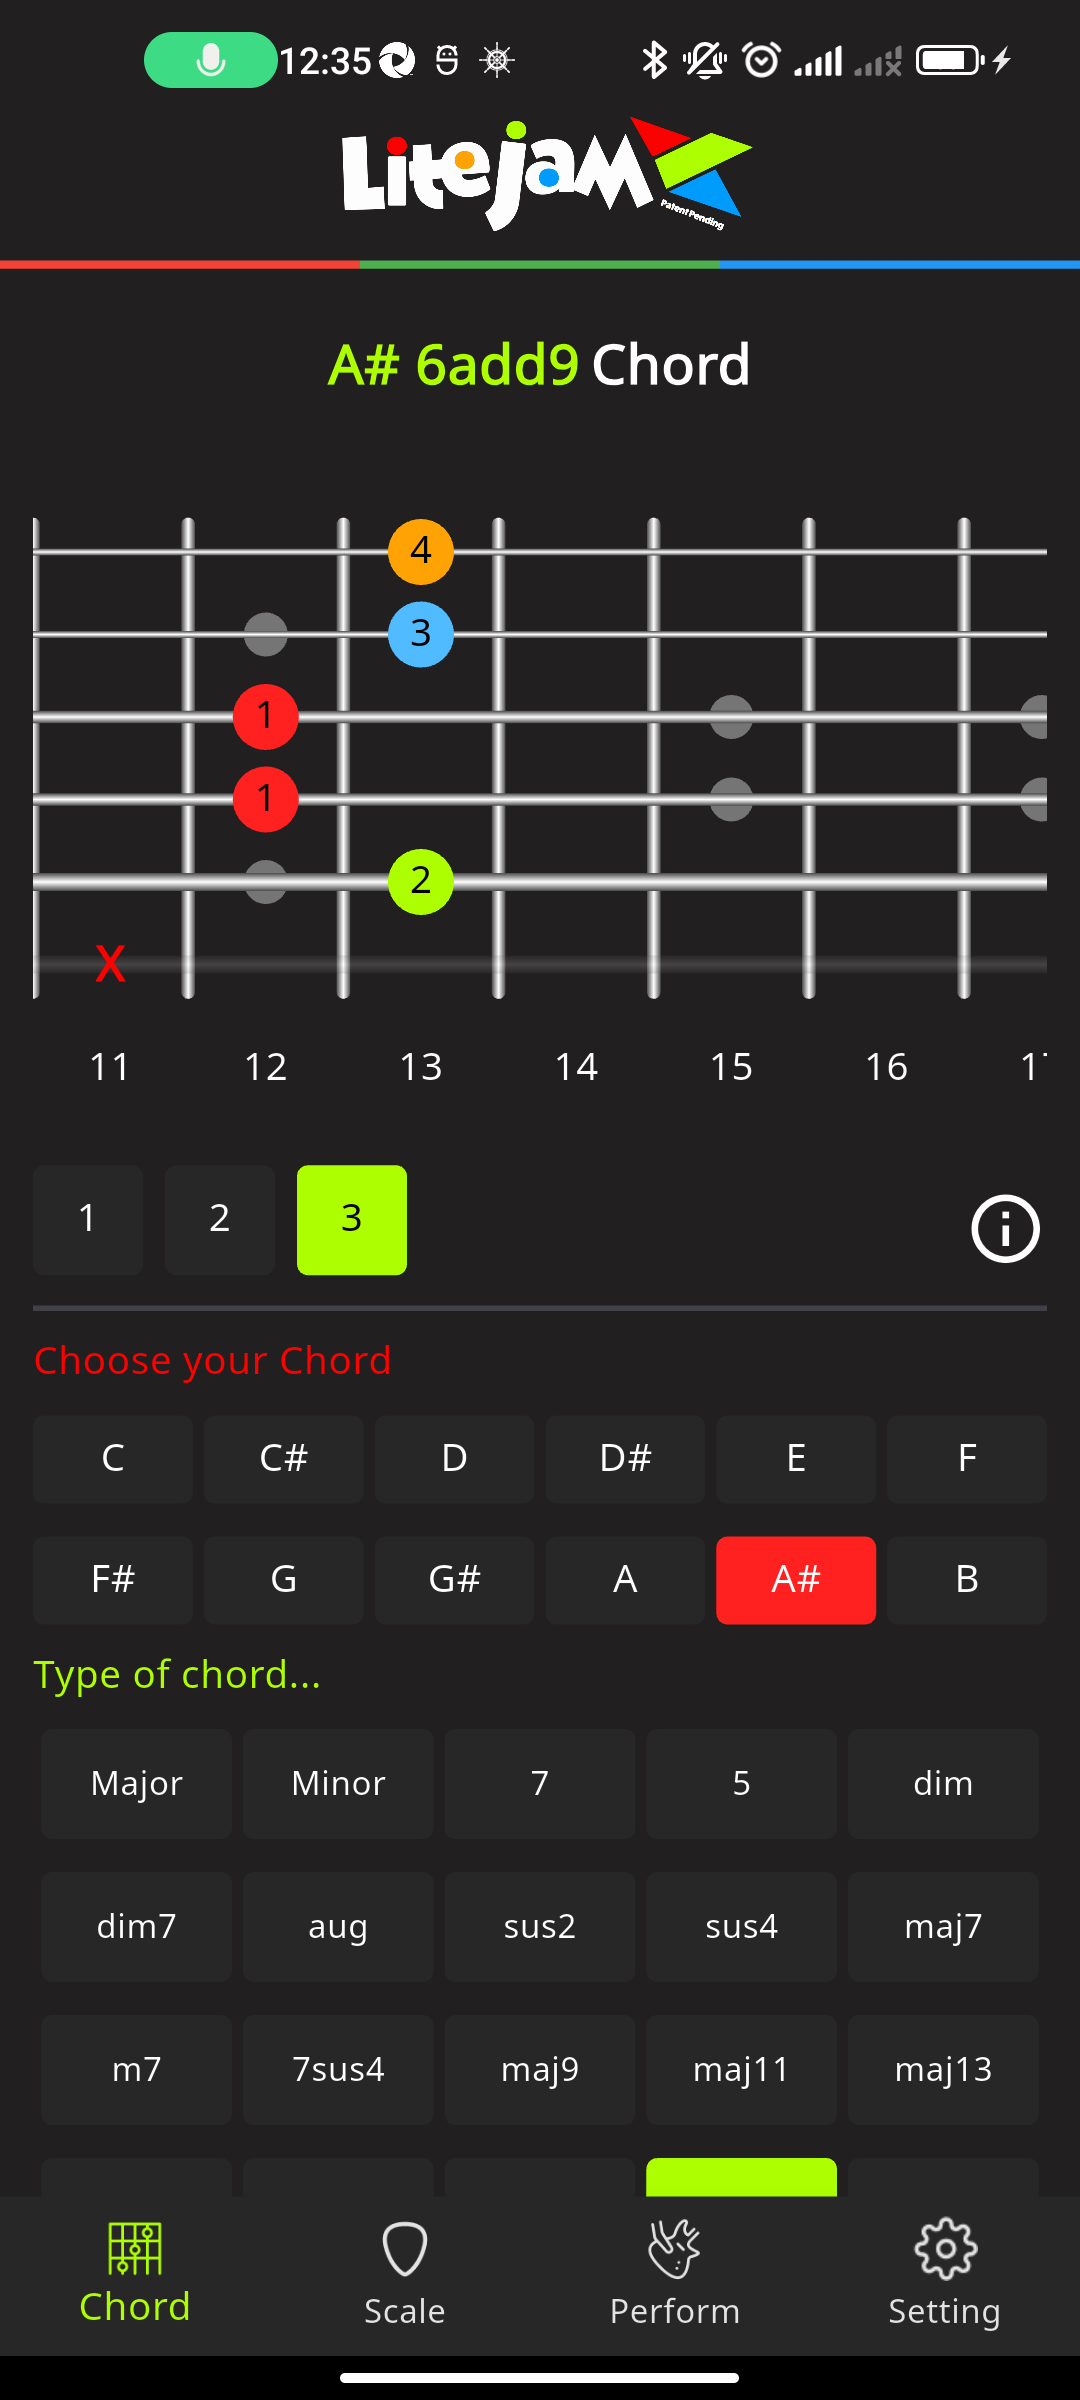 12:35
Litejam
Patent Pending
A# 6add9 Chord
4
3
1
1
2
X
11 12 13 14 15 16
1 2 3
Choose your Chord
C C# D D# E F
F# G G# A A# B
Type of chord...
Major Minor 7 5 dim
dim7 aug sus2 sus4 maj7
m7 7sus4 maj9 maj11 maj13
Chord Scale Perform Setting